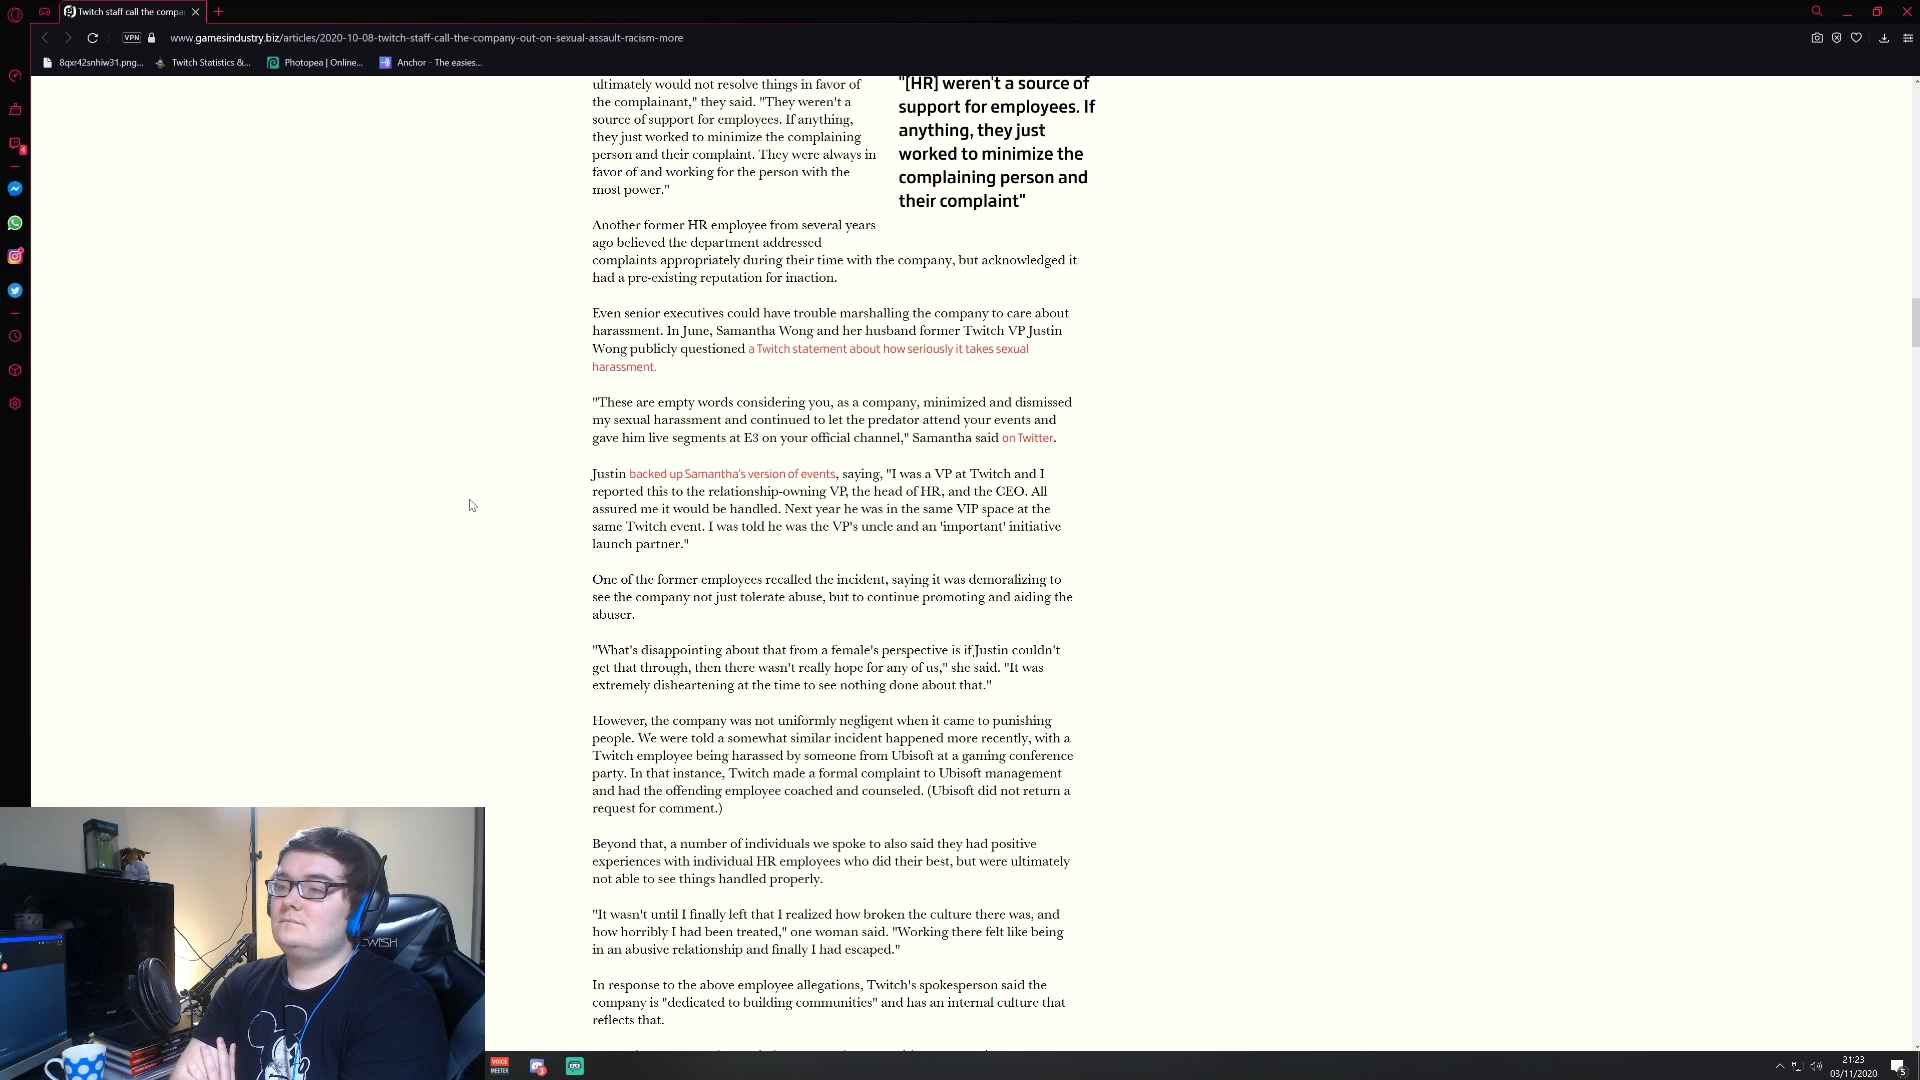 Twitch staff call the compa
VPN
www.gamesindustry.biz/articles/2020-10-08-twitch-staff-call-the-company-out-on-sexual-assault-racism-more
8qxr42snhiw31.png...
Twitch Statistics &...
Photopea | Online...
Anchor - The easies...
ultimately would not resolve things in favor of
the complainant," they said. "They weren't a
source of support for employees. If anything,
they just worked to minimize the complaining
person and their complaint. They were always in
favor of and working for the person with the
most power."
"[HR] weren't a source of
support for employees. If
anything, they just
worked to minimize the
complaining person and
their complaint"
Another former HR employee from several years
ago believed the department addressed
complaints appropriately during their time with the company, but acknowledged it
had a pre-existing reputation for inaction.
Even senior executives could have trouble marshalling the company to care about
harassment. In June, Samantha Wong and her husband former Twitch VP Justin
Wong publicly questioned a Twitch statement about how seriously it takes sexual
harassment.
"These are empty words considering you, as a company, minimized and dismissed
my sexual harassment and continued to let the predator attend your events and
gave him live segments at E3 on your official channel," Samantha said on Twitter.
Justin backed up Samantha's version of events, saying, "I was a VP at Twitch and I
reported this to the relationship-owning VP, the head of HR, and the CEO. All
assured me it would be handled. Next year he was in the same VIP space at the
same Twitch event. I was told he was the VP's uncle and an 'important' initiative
launch partner."
One of the former employees recalled the incident, saying it was demoralizing to
see the company not just tolerate abuse, but to continue promoting and aiding the
abuser.
"What's disappointing about that from a female's perspective is if Justin couldn't
get that through, then there wasn't really hope for any of us," she said. "It was
extremely disheartening at the time to see nothing done about that."
However, the company was not uniformly negligent when it came to punishing
people. We were told a somewhat similar incident happened more recently, with a
Twitch employee being harassed by someone from Ubisoft at a gaming conference
party. In that instance, Twitch made a formal complaint to Ubisoft management
and had the offending employee coached and counseled. (Ubisoft did not return a
request for comment.)
Beyond that, a number of individuals we spoke to also said they had positive
experiences with individual HR employees who did their best, but were ultimately
not able to see things handled properly.
"It wasn't until I finally left that I realized how broken the culture there was, and
how horribly I had been treated," one woman said. "Working there felt like being
in an abusive relationship and finally I had escaped."
In response to the above employee allegations, Twitch's spokesperson said the
company is "dedicated to building communities" and has an internal culture that
reflects that.
VOICE
MEETER
3
21:23
03/11/2020
5